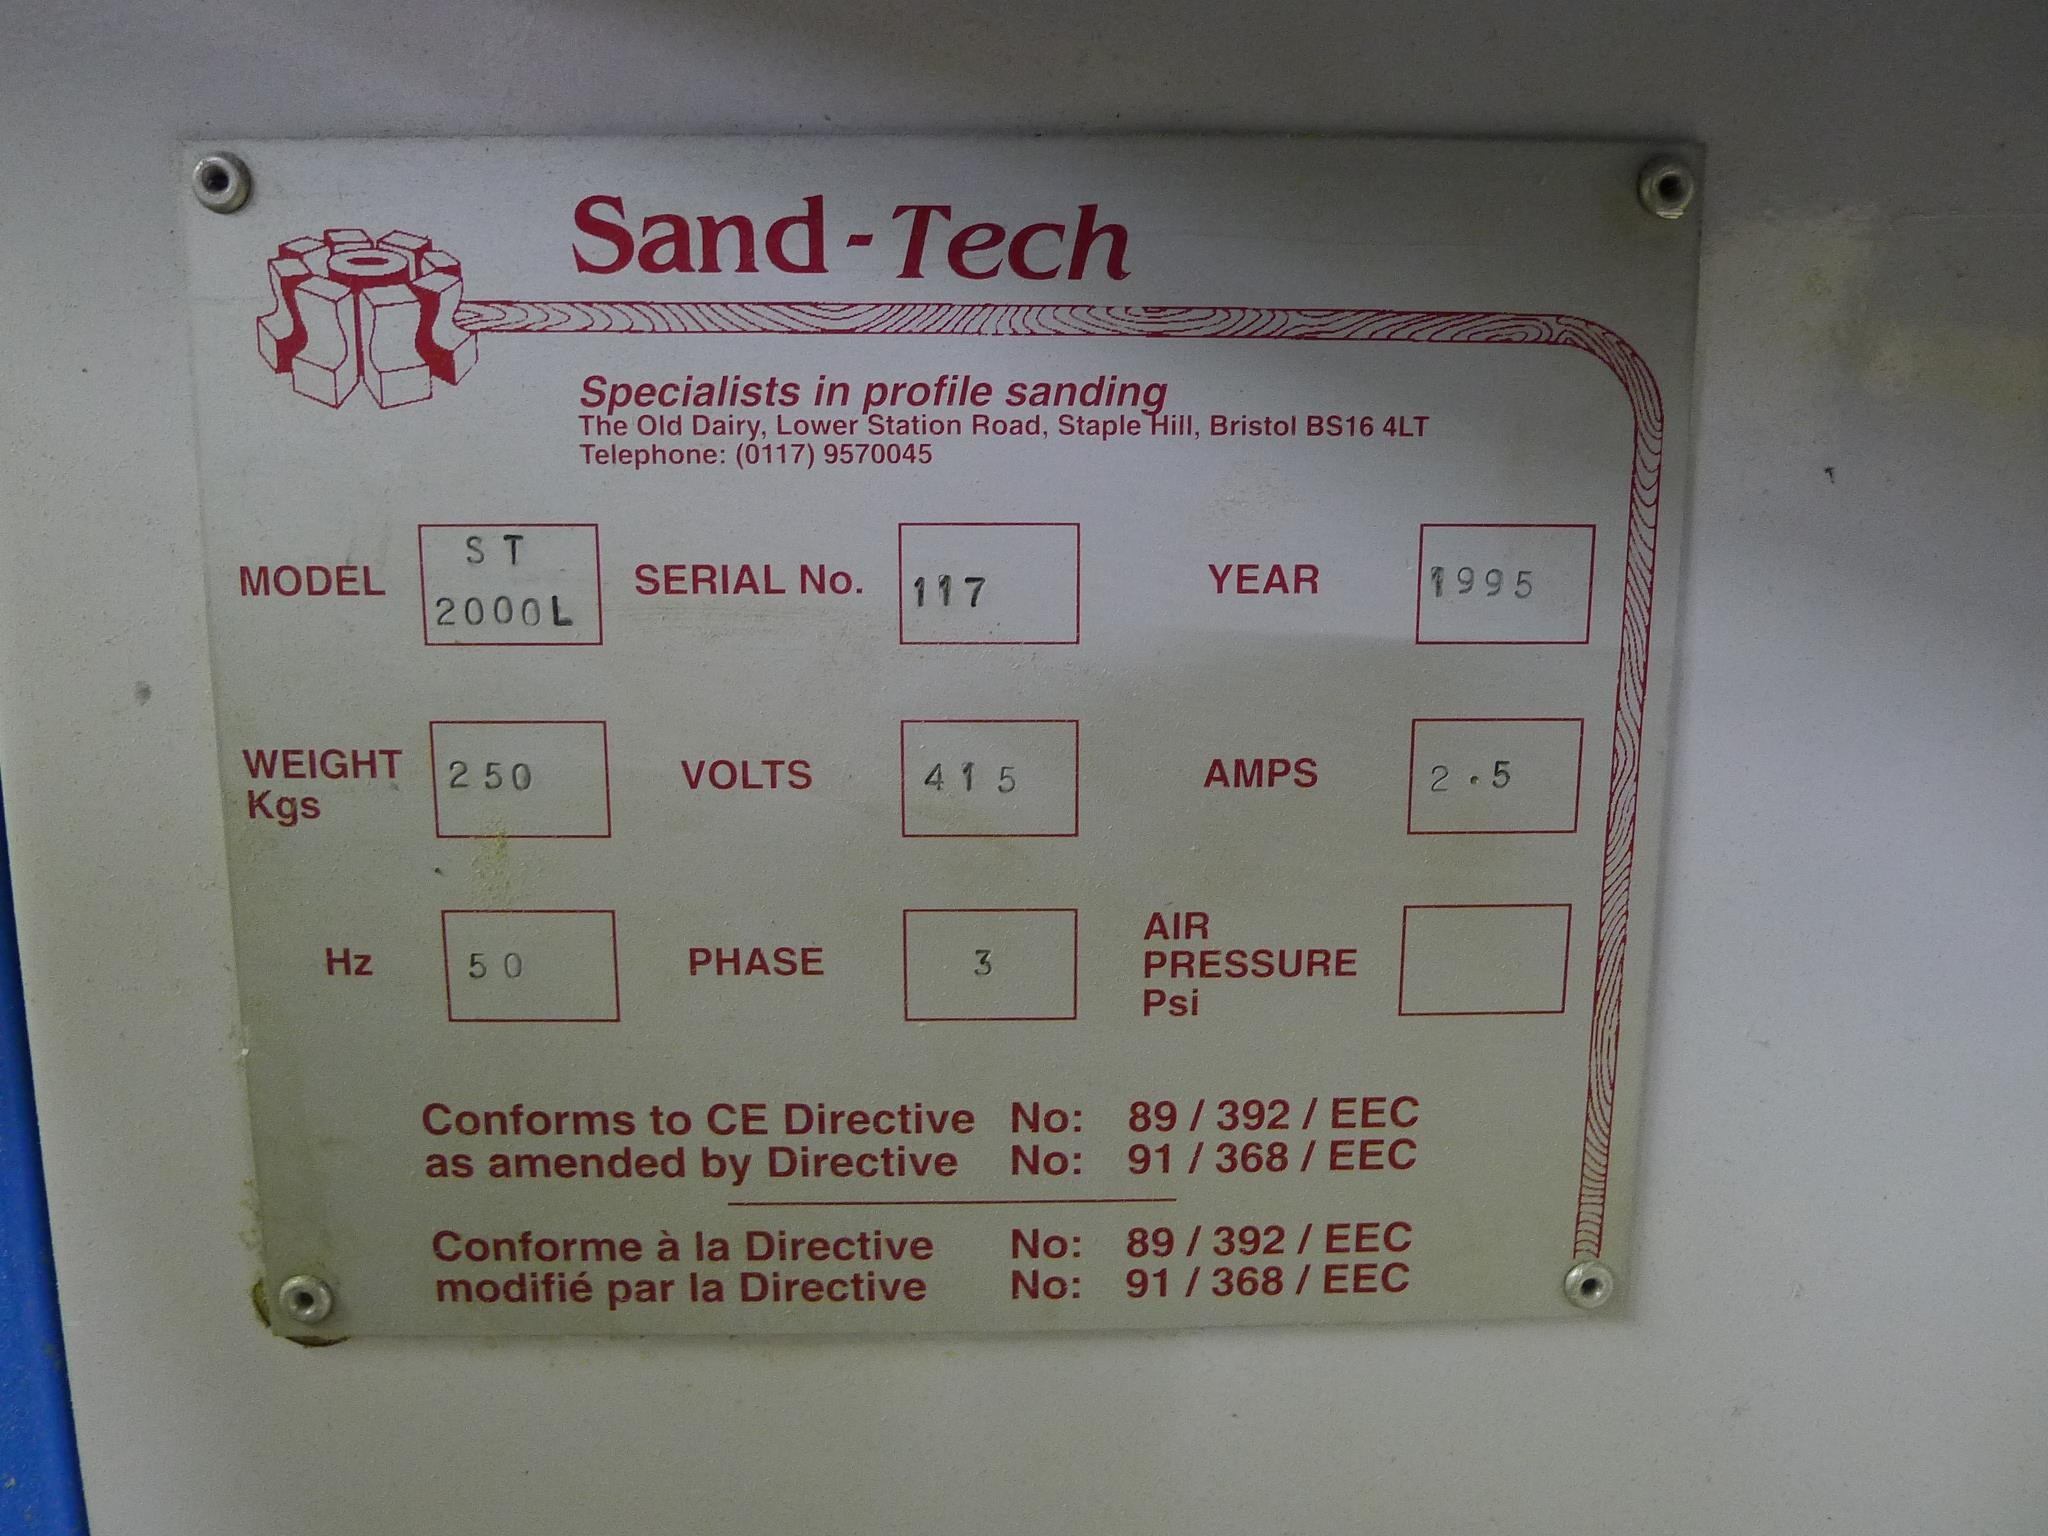 Sand-Tech
Specialists in profile sanding
The Old Dairy, Lower Station Road, Staple Hill, Bristol BS16 4LT
Telephone: (0117) 9570045
MODEL ST 2000L SERIAL No. 117 YEAR 1995
WEIGHT Kgs 250 VOLTS 415 AMPS 2.5
Hz 50 PHASE 3 AIR PRESSURE Psi
Conforms to CE Directive No: 89 / 392 / EEC
as amended by Directive No: 91 / 368 / EEC
Conforme à la Directive No: 89 / 392 / EEC
modifié par la Directive No: 91 / 368 / EEC